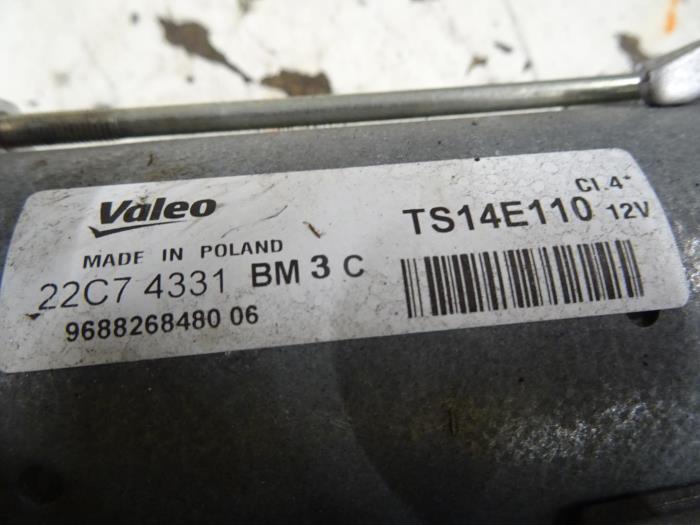 Valeo
MADE IN POLAND
22C7 4331 BM 3 C
9688268480 06
Cl.4+
TS14E110 12V